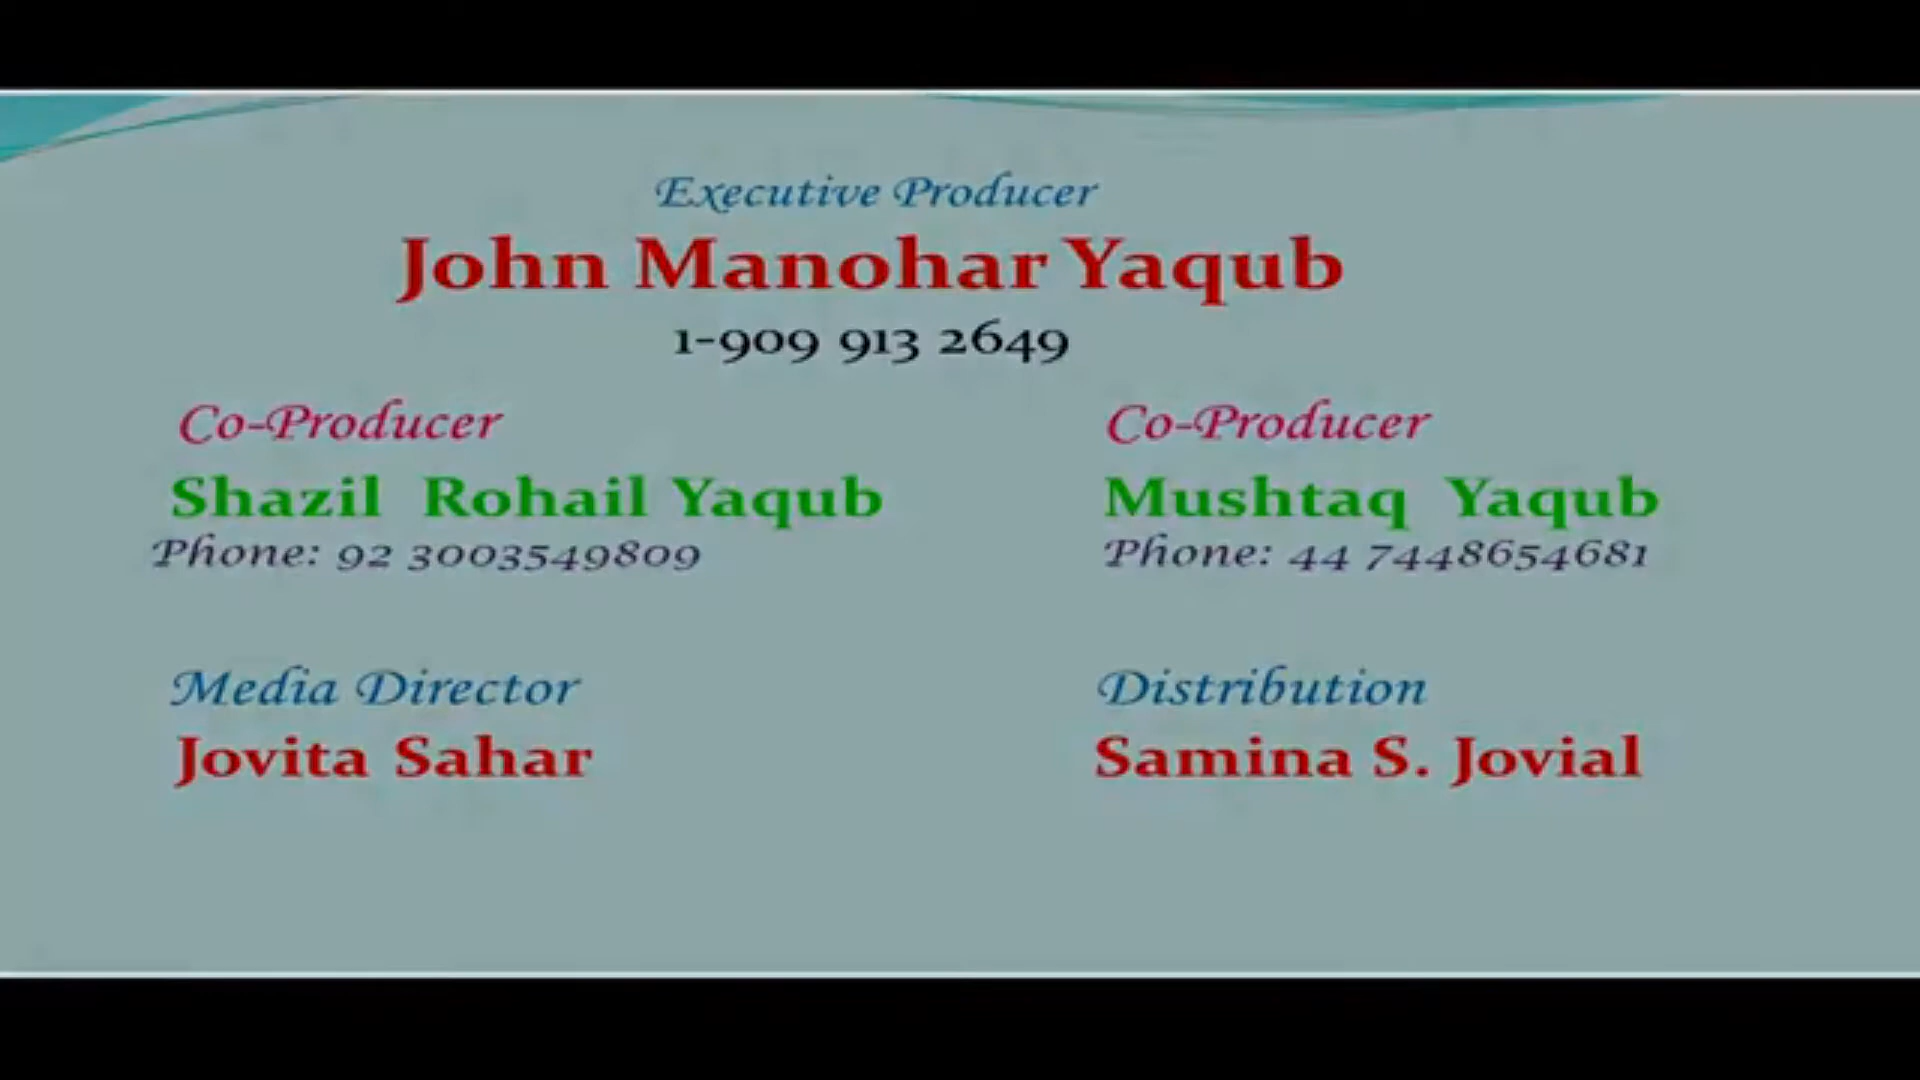 Executive Producer
John Manohar Yaqub
1-909 913 2649
Co-Producer
Co-Producer
Shazil Rohail Yaqub
Mushtaq Yaqub
Phone: 92 3003549809
Phone: 44 7448654681
Media Director
Distribution
Jovita Sahar
Samina S. Jovial